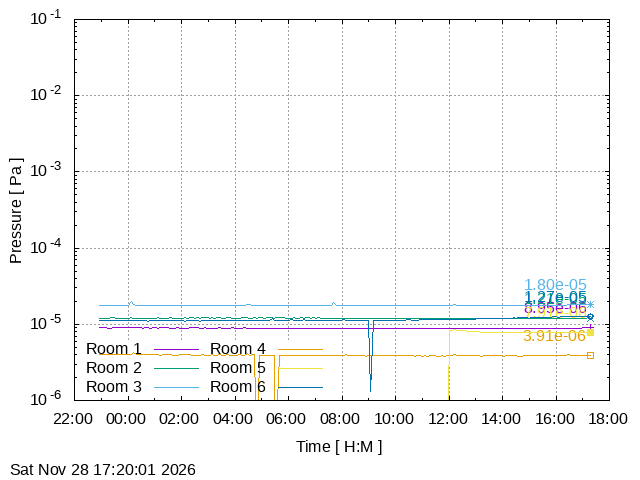 10^-1
10^-2
10^-3
10^-4
10^-5
10^-6
Pressure [ Pa ]
1.80e-05
1.27e-05
8.95e-06
3.91e-06
Room 1 Room 4
Room 2 Room 5
Room 3 Room 6
22:00 00:00 02:00 04:00 06:00 08:00 10:00 12:00 14:00 16:00 18:00
Time [ H:M ]
Sat Nov 28 17:20:01 2026